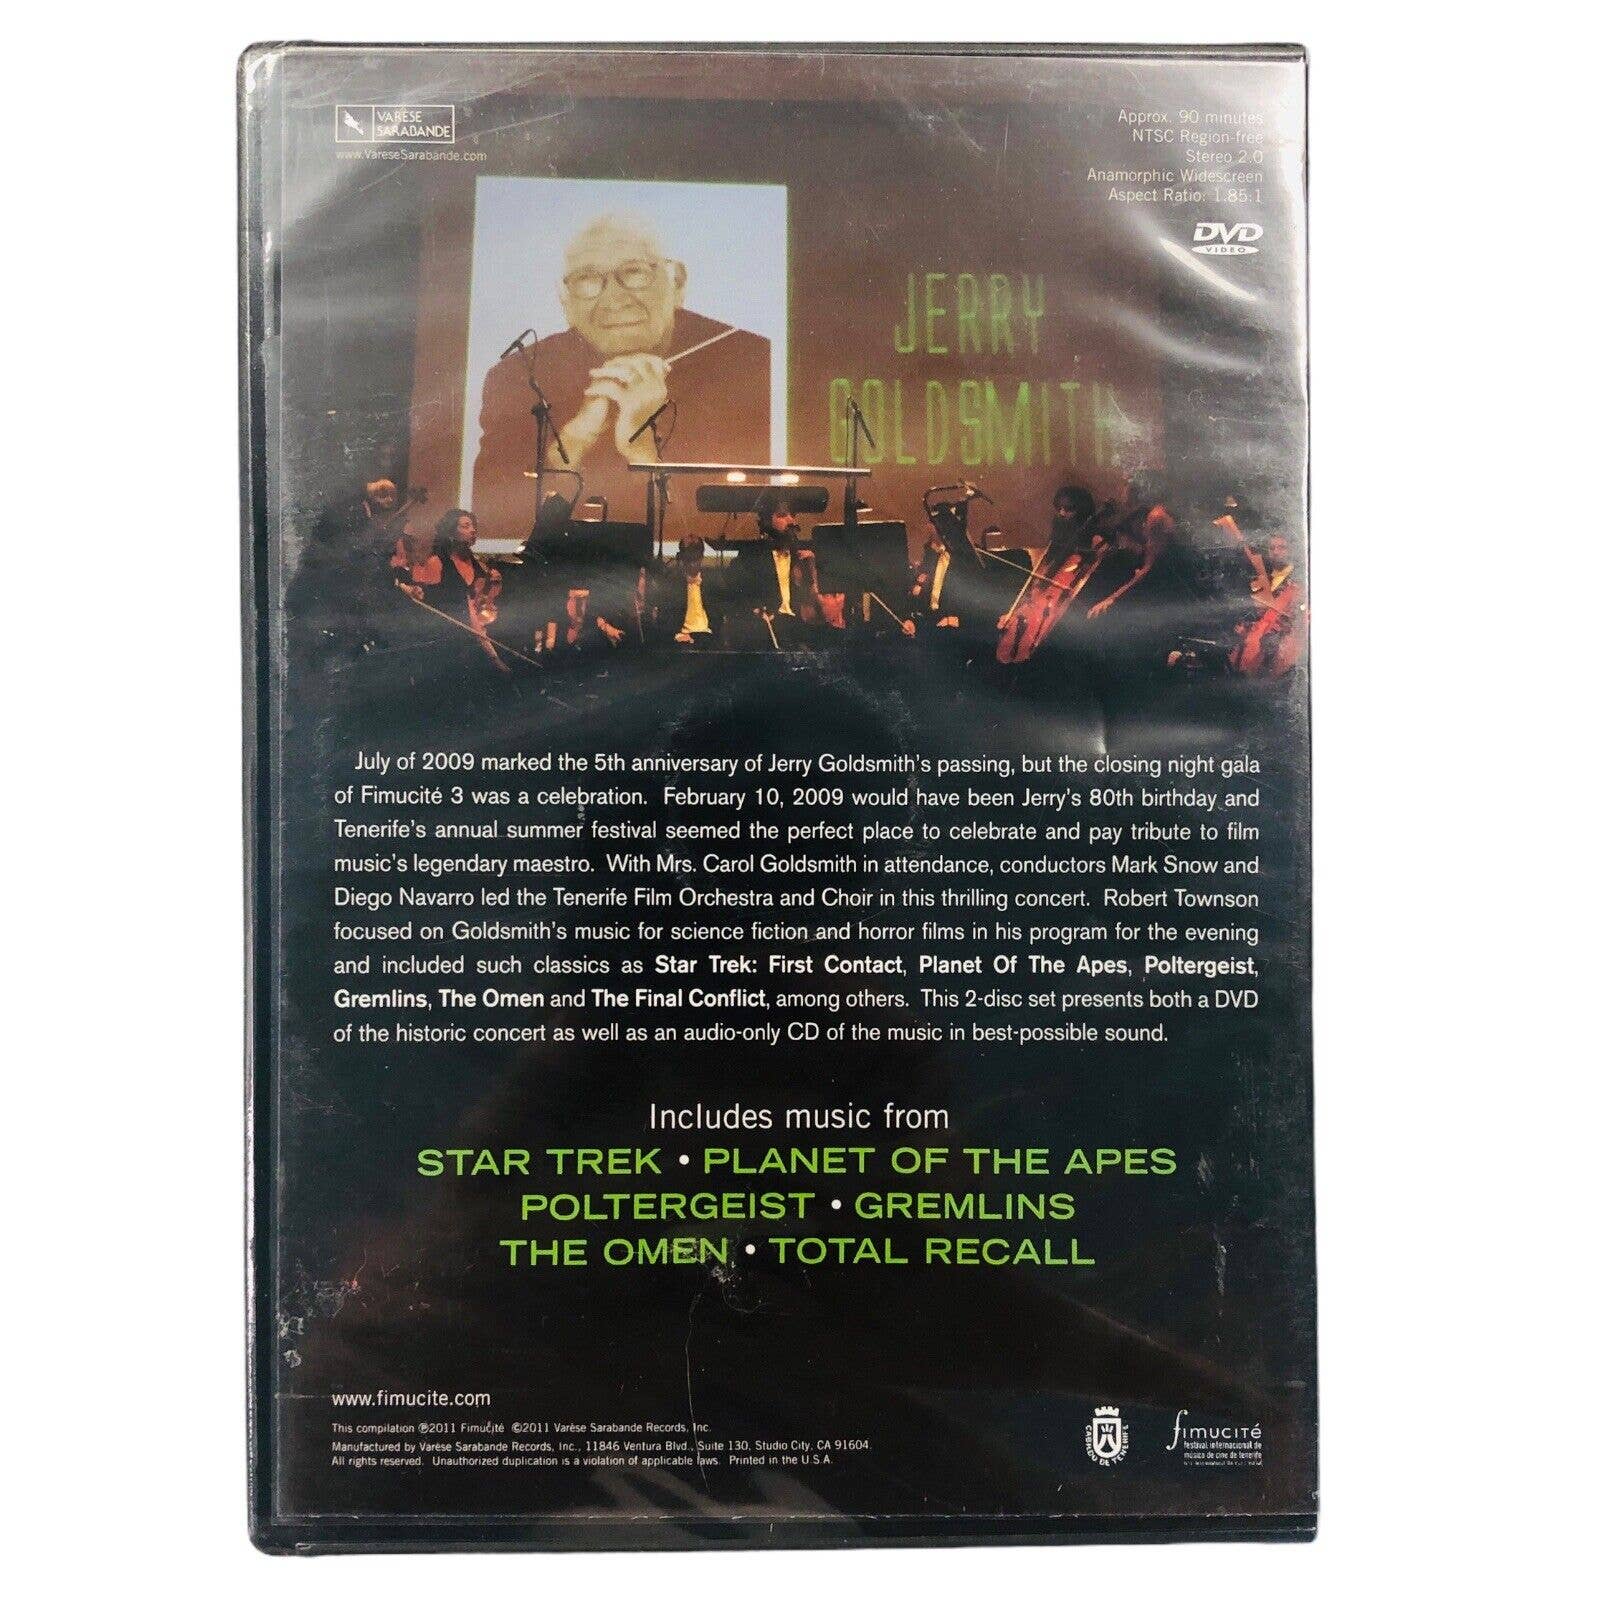 VARÈSE
SARABANDE
www.VareseSarabande.com
Approx. 90 minutes
NTSC Region-free
Stereo 2.0
Anamorphic Widescreen
Aspect Ratio: 1.85:1
DVD
VIDEO
JERRY
GOLDSMITH
July of 2009 marked the 5th anniversary of Jerry Goldsmith's passing, but the closing night gala
of Fimucité 3 was a celebration. February 10, 2009 would have been Jerry's 80th birthday and
Tenerife's annual summer festival seemed the perfect place to celebrate and pay tribute to film
music's legendary maestro. With Mrs. Carol Goldsmith in attendance, conductors Mark Snow and
Diego Navarro led the Tenerife Film Orchestra and Choir in this thrilling concert. Robert Townson
focused on Goldsmith's music for science fiction and horror films in his program for the evening
and included such classics as Star Trek: First Contact, Planet Of The Apes, Poltergeist,
Gremlins, The Omen and The Final Conflict, among others. This 2-disc set presents both a DVD
of the historic concert as well as an audio-only CD of the music in best-possible sound.
Includes music from
STAR TREK • PLANET OF THE APES
POLTERGEIST • GREMLINS
THE OMEN • TOTAL RECALL
www.fimucite.com
This compilation ℗2011 Fimucité ©2011 Varèse Sarabande Records, Inc.
Manufactured by Varèse Sarabande Records, Inc., 11846 Ventura Blvd., Suite 130, Studio City, CA 91604.
All rights reserved. Unauthorized duplication is a violation of applicable laws. Printed in the U.S.A.
CABILDO DE TENERIFE
fimucité
festival internacional de
música de cine de tenerife